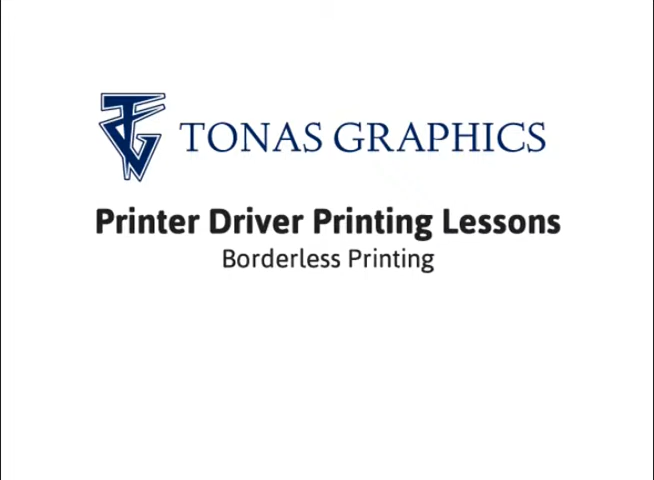 TONAS GRAPHICS
Printer Driver Printing Lessons
Borderless Printing